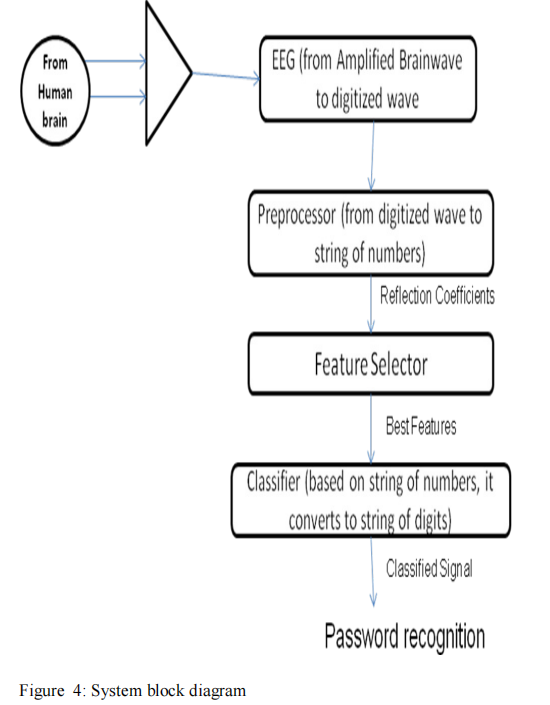 From
Human
brain
EEG (from Amplified Brainwave
to digitized wave
Preprocessor (from digitized wave to
string of numbers)
Reflection Coefficients
Feature Selector
Best Features
Classifier (based on string of numbers, it
converts to string of digits)
Classified Signal
Password recognition
Figure 4: System block diagram